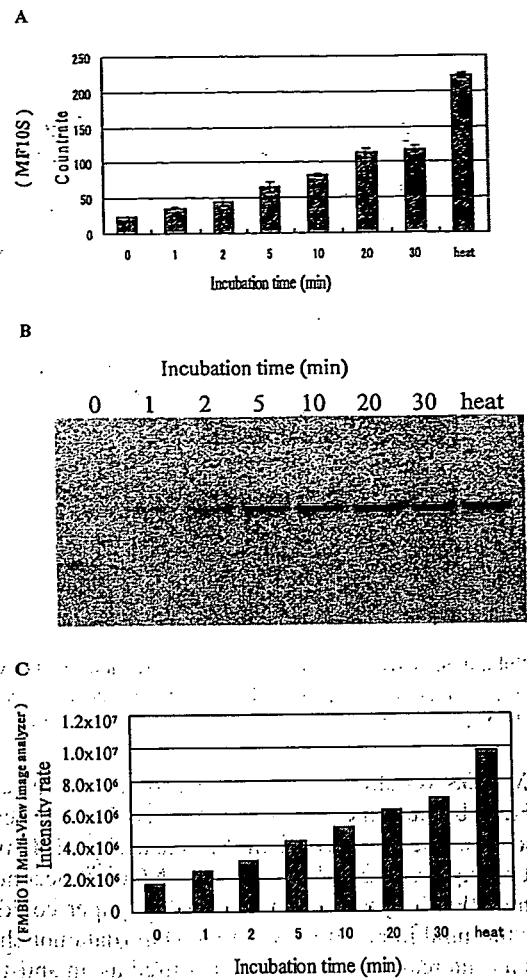 A
250
200
150
100
50
0
(MF10S)
Countrate
0 1 2 5 10 20 30 heat
Incubation time (min)
B
Incubation time (min)
0 1 2 5 10 20 30 heat
C
1.2x10⁷
1.0x10⁷
8.0x10⁶
6.0x10⁶
4.0x10⁶
2.0x10⁶
0
(FMBIO II Multi-View image analyzer)
Intensity rate
0 1 2 5 10 20 30 heat
Incubation time (min)